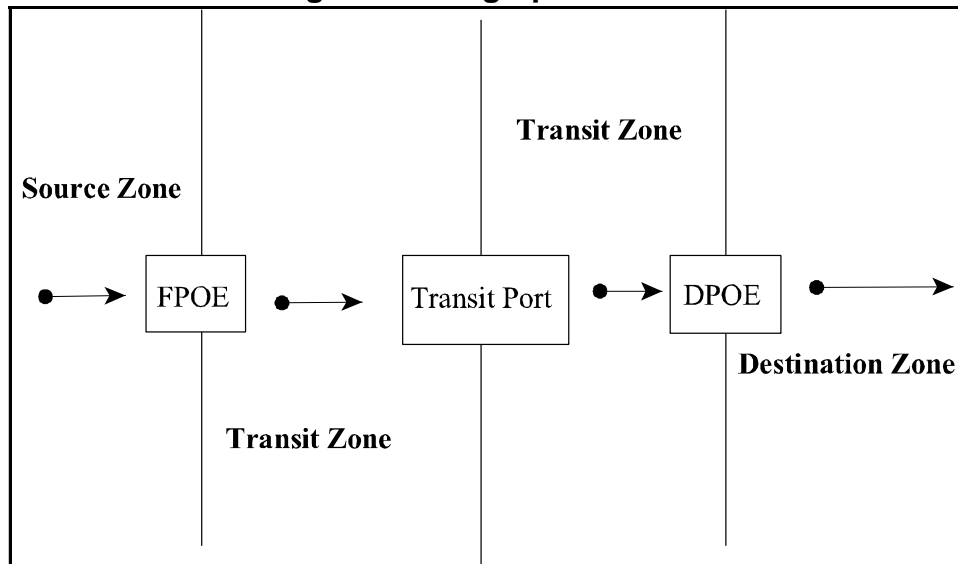 Transit Zone
Source Zone
FPOE
Transit Port
DPOE
Destination Zone
Transit Zone